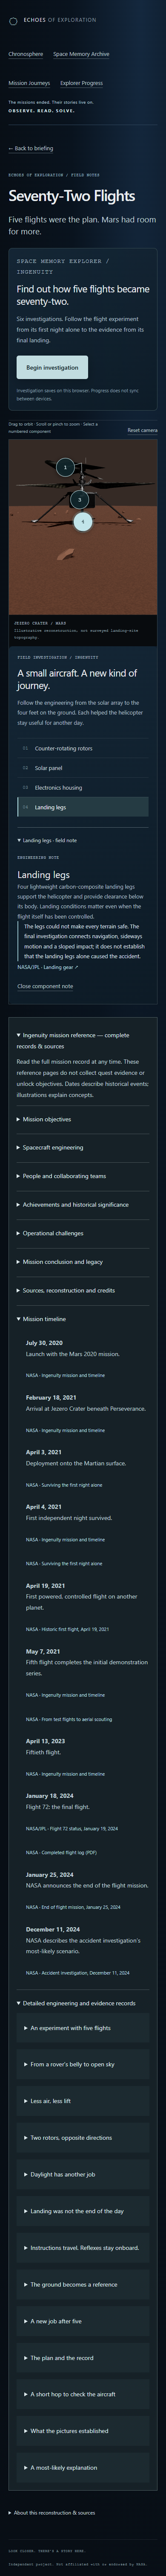 ECHOES OF EXPLORATION
Chronosphere Space Memory Archive
Mission Journeys Explorer Progress
The missions ended. Their stories live on.
OBSERVE. READ. SOLVE.
← Back to briefing
ECHOES OF EXPLORATION / FIELD NOTES
Seventy-Two Flights
Five flights were the plan. Mars had room
for more.
SPACE MEMORY EXPLORER /
INGENUITY
Find out how five flights became
seventy-two.
Six investigations. Follow the flight experiment
from its first night alone to the evidence from its
final landing.
Begin investigation
Investigation saves on this browser. Progress does not sync
between devices.
Drag to orbit · Scroll or pinch to zoom · Select a
numbered component
Reset camera
1
3
4
JEZERO CRATER / MARS
Illustrative reconstruction, not surveyed landing-site
topography.
FIELD INVESTIGATION / INGENUITY
A small aircraft. A new kind of
journey.
Follow the engineering from the solar array to the
four feet on the ground. Each helped the helicopter
stay useful for another day.
01 Counter-rotating rotors
02 Solar panel
03 Electronics housing
04 Landing legs
▼ Landing legs · field note
ENGINEERING NOTE
Landing legs
Four lightweight carbon-composite landing legs
support the helicopter and provide clearance below
its body. Landing conditions matter even when the
flight itself has been controlled.
The legs could not make every terrain safe. The
final investigation connects navigation, sideways
motion and a sloped impact; it does not establish
that the landing legs alone caused the accident.
NASA/JPL - Landing gear ↗
Close component note
▼ Ingenuity mission reference — complete
records & sources
Read the full mission record at any time. These
reference pages do not collect quest evidence or
unlock objectives. Dates describe historical events;
illustrations explain concepts.
▶ Mission objectives
▶ Spacecraft engineering
▶ People and collaborating teams
▶ Achievements and historical significance
▶ Operational challenges
▶ Mission conclusion and legacy
▶ Sources, reconstruction and credits
▼ Mission timeline
July 30, 2020
Launch with the Mars 2020 mission.
NASA - Ingenuity mission and timeline
February 18, 2021
Arrival at Jezero Crater beneath Perseverance.
NASA - Ingenuity mission and timeline
April 3, 2021
Deployment onto the Martian surface.
NASA - Surviving the first night alone
April 4, 2021
First independent night survived.
NASA - Ingenuity mission and timeline
NASA - Surviving the first night alone
April 19, 2021
First powered, controlled flight on another
planet.
NASA - Historic first flight, April 19, 2021
May 7, 2021
Fifth flight completes the initial demonstration
series.
NASA - Ingenuity mission and timeline
NASA - From test flights to aerial scouting
April 13, 2023
Fiftieth flight.
NASA - Ingenuity mission and timeline
January 18, 2024
Flight 72; the final flight.
NASA/JPL - Flight 72 status, January 19, 2024
NASA - Completed flight log (PDF)
January 25, 2024
NASA announces the end of the flight mission.
NASA - End of flight mission, January 25, 2024
December 11, 2024
NASA describes the accident investigation's
most-likely scenario.
NASA - Accident investigation, December 11, 2024
▼ Detailed engineering and evidence records
▶ An experiment with five flights
▶ From a rover's belly to open sky
▶ Less air, less lift
▶ Two rotors, opposite directions
▶ Daylight has another job
▶ Landing was not the end of the day
▶ Instructions travel. Reflexes stay onboard.
▶ The ground becomes a reference
▶ A new job after five
▶ The plan and the record
▶ A short hop to check the aircraft
▶ What the pictures established
▶ A most-likely explanation
▶ About this reconstruction & sources
LOOK CLOSER. THERE'S A STORY HERE.
Independent project. Not affiliated with or endorsed by NASA.